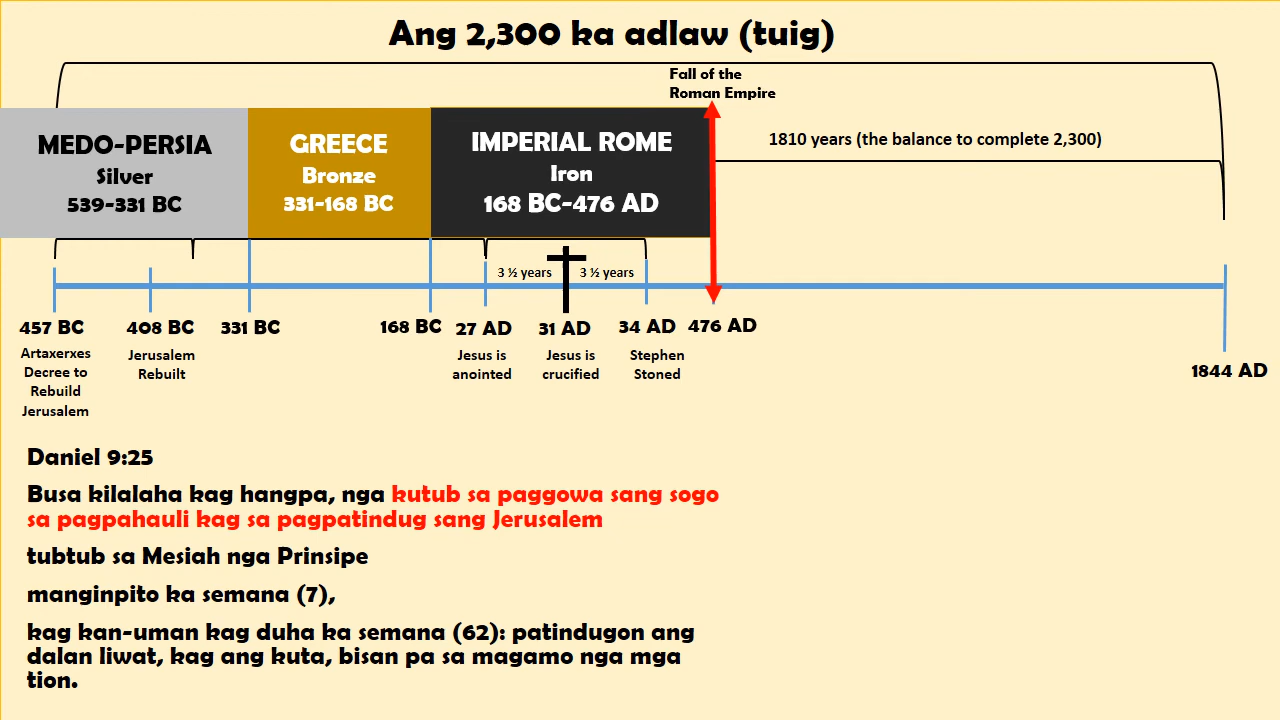 Ang 2,300 ka adlaw (tuig)
Fall of the
Roman Empire
MEDO-PERSIA
Silver
539-331 BC
GREECE
Bronze
331-168 BC
IMPERIAL ROME
Iron
168 BC-476 AD
1810 years (the balance to complete 2,300)
3 ½ years
3 ½ years
457 BC
Artaxerxes
Decree to
Rebuild
Jerusalem
408 BC
Jerusalem
Rebuilt
331 BC
168 BC
27 AD
Jesus is
anointed
31 AD
Jesus is
crucified
34 AD
Stephen
Stoned
476 AD
1844 AD
Daniel 9:25
Busa kilalaha kag hangpa, nga kutub sa paggowa sang sogo
sa pagpahauli kag sa pagpatindug sang Jerusalem
tubtub sa Mesiah nga Prinsipe
manginpito ka semana (7),
kag kan-uman kag duha ka semana (62): patindugon ang
dalan liwat, kag ang kuta, bisan pa sa magamo nga mga
tion.